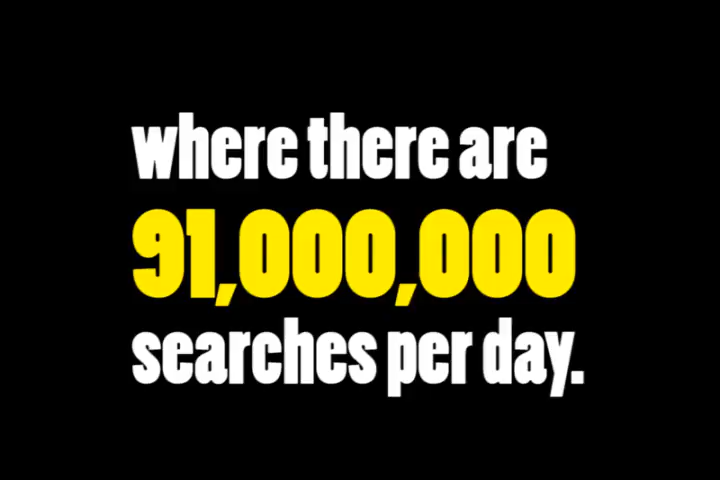 where there are
91,000,000
searches per day.